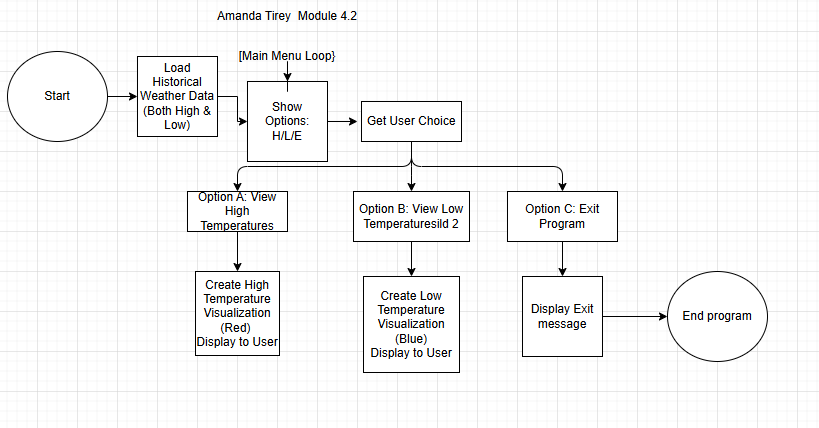 Amanda Tirey  Module 4.2
[Main Menu Loop}
Start
Load
Historical
Weather Data
(Both High &
Low)
Show
Options:
H/L/E
Get User Choice
Option A: View
High
Temperatures
Option B: View Low
Temperaturesild 2
Option C: Exit
Program
Create High
Temperature
Visualization
(Red)
Display to User
Create Low
Temperature
Visualization
(Blue)
Display to User
Display Exit
message
End program